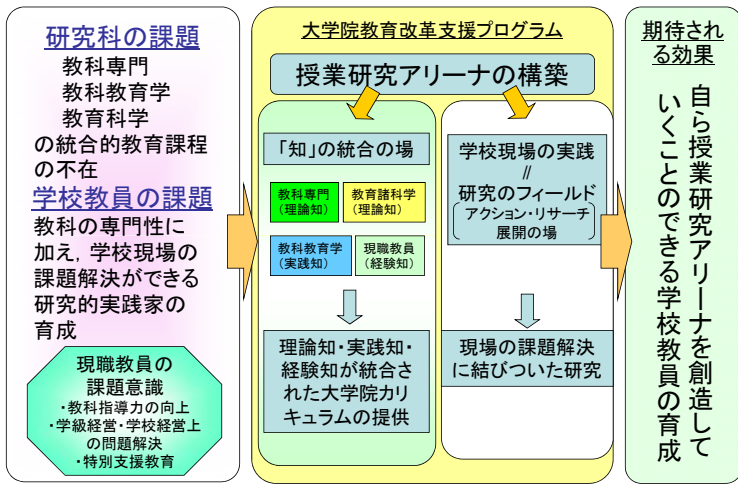 研究科の課題
教科専門
教科教育学
教育科学
の統合的教育課程
の不在
学校教員の課題
教科の専門性に
加え，学校現場の
課題解決ができる
研究的実践家の
育成
現職教員の
課題意識
・教科指導力の向上
・学級経営・学校経営上
の問題解決
・特別支援教育
大学院教育改革支援プログラム
授業研究アリーナの構築
「知」の統合の場
教科専門
（理論知）
教育諸科学
（理論知）
教科教育学
（実践知）
現職教員
（経験知）
理論知・実践知・
経験知が統合さ
れた大学院カリ
キュラムの提供
学校現場の実践
//
研究のフィールド
アクション・リサーチ
展開の場
現場の課題解決
に結びついた研究
期待され
る効果
自ら授業研究アリーナを創造して
いくことのできる学校教員の育成